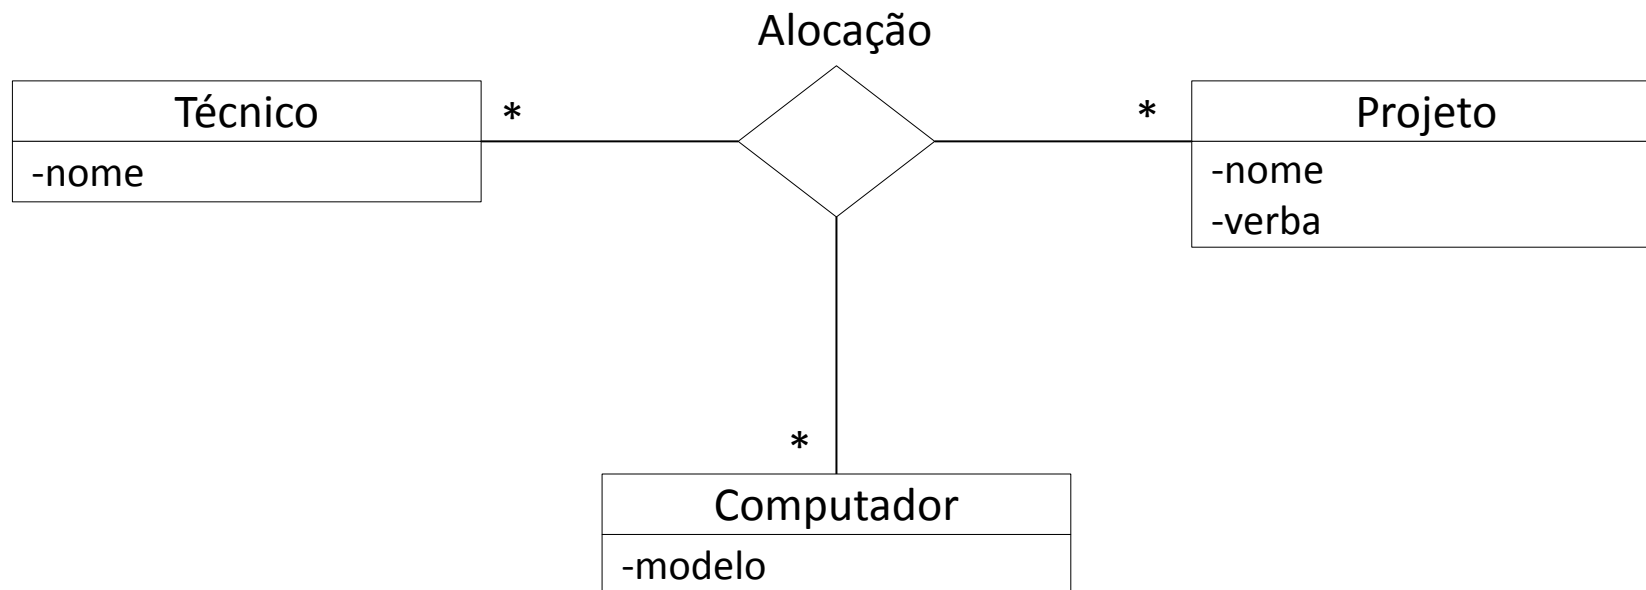 Alocação
Técnico
*
*
Projeto
-nome
-nome
-verba
*
Computador
-modelo